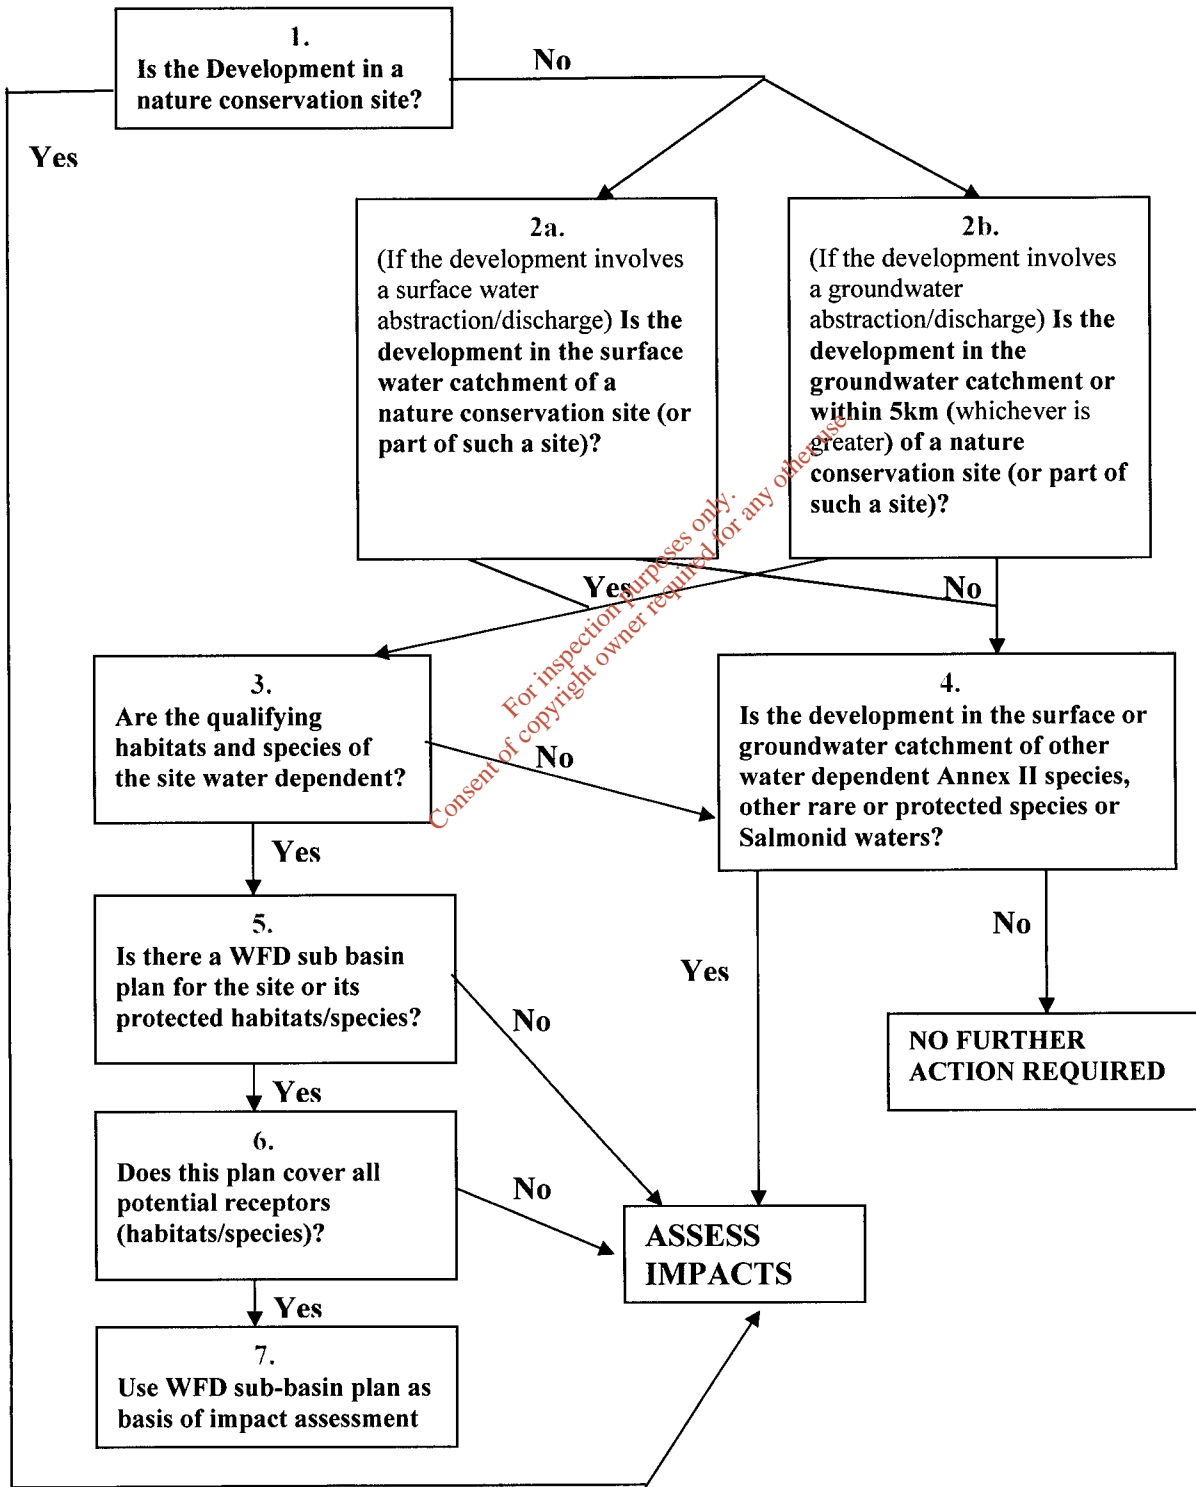 1.
Is the Development in a
nature conservation site?
No
Yes
2a.
(If the development involves
a surface water
abstraction/discharge) Is the
development in the surface
water catchment of a
nature conservation site (or
part of such a site)?
2b.
(If the development involves
a groundwater
abstraction/discharge) Is the
development in the
groundwater catchment or
within 5km (whichever is
greater) of a nature
conservation site (or part of
such a site)?
Yes
No
For inspection purposes only.
Consent of copyright owner required for any other use.
3.
Are the qualifying
habitats and species of
the site water dependent?
No
4.
Is the development in the surface or
groundwater catchment of other
water dependent Annex II species,
other rare or protected species or
Salmonid waters?
Yes
5.
Is there a WFD sub basin
plan for the site or its
protected habitats/species?
No
Yes
No
NO FURTHER
ACTION REQUIRED
Yes
6.
Does this plan cover all
potential receptors
(habitats/species)?
No
ASSESS
IMPACTS
Yes
7.
Use WFD sub-basin plan as
basis of impact assessment